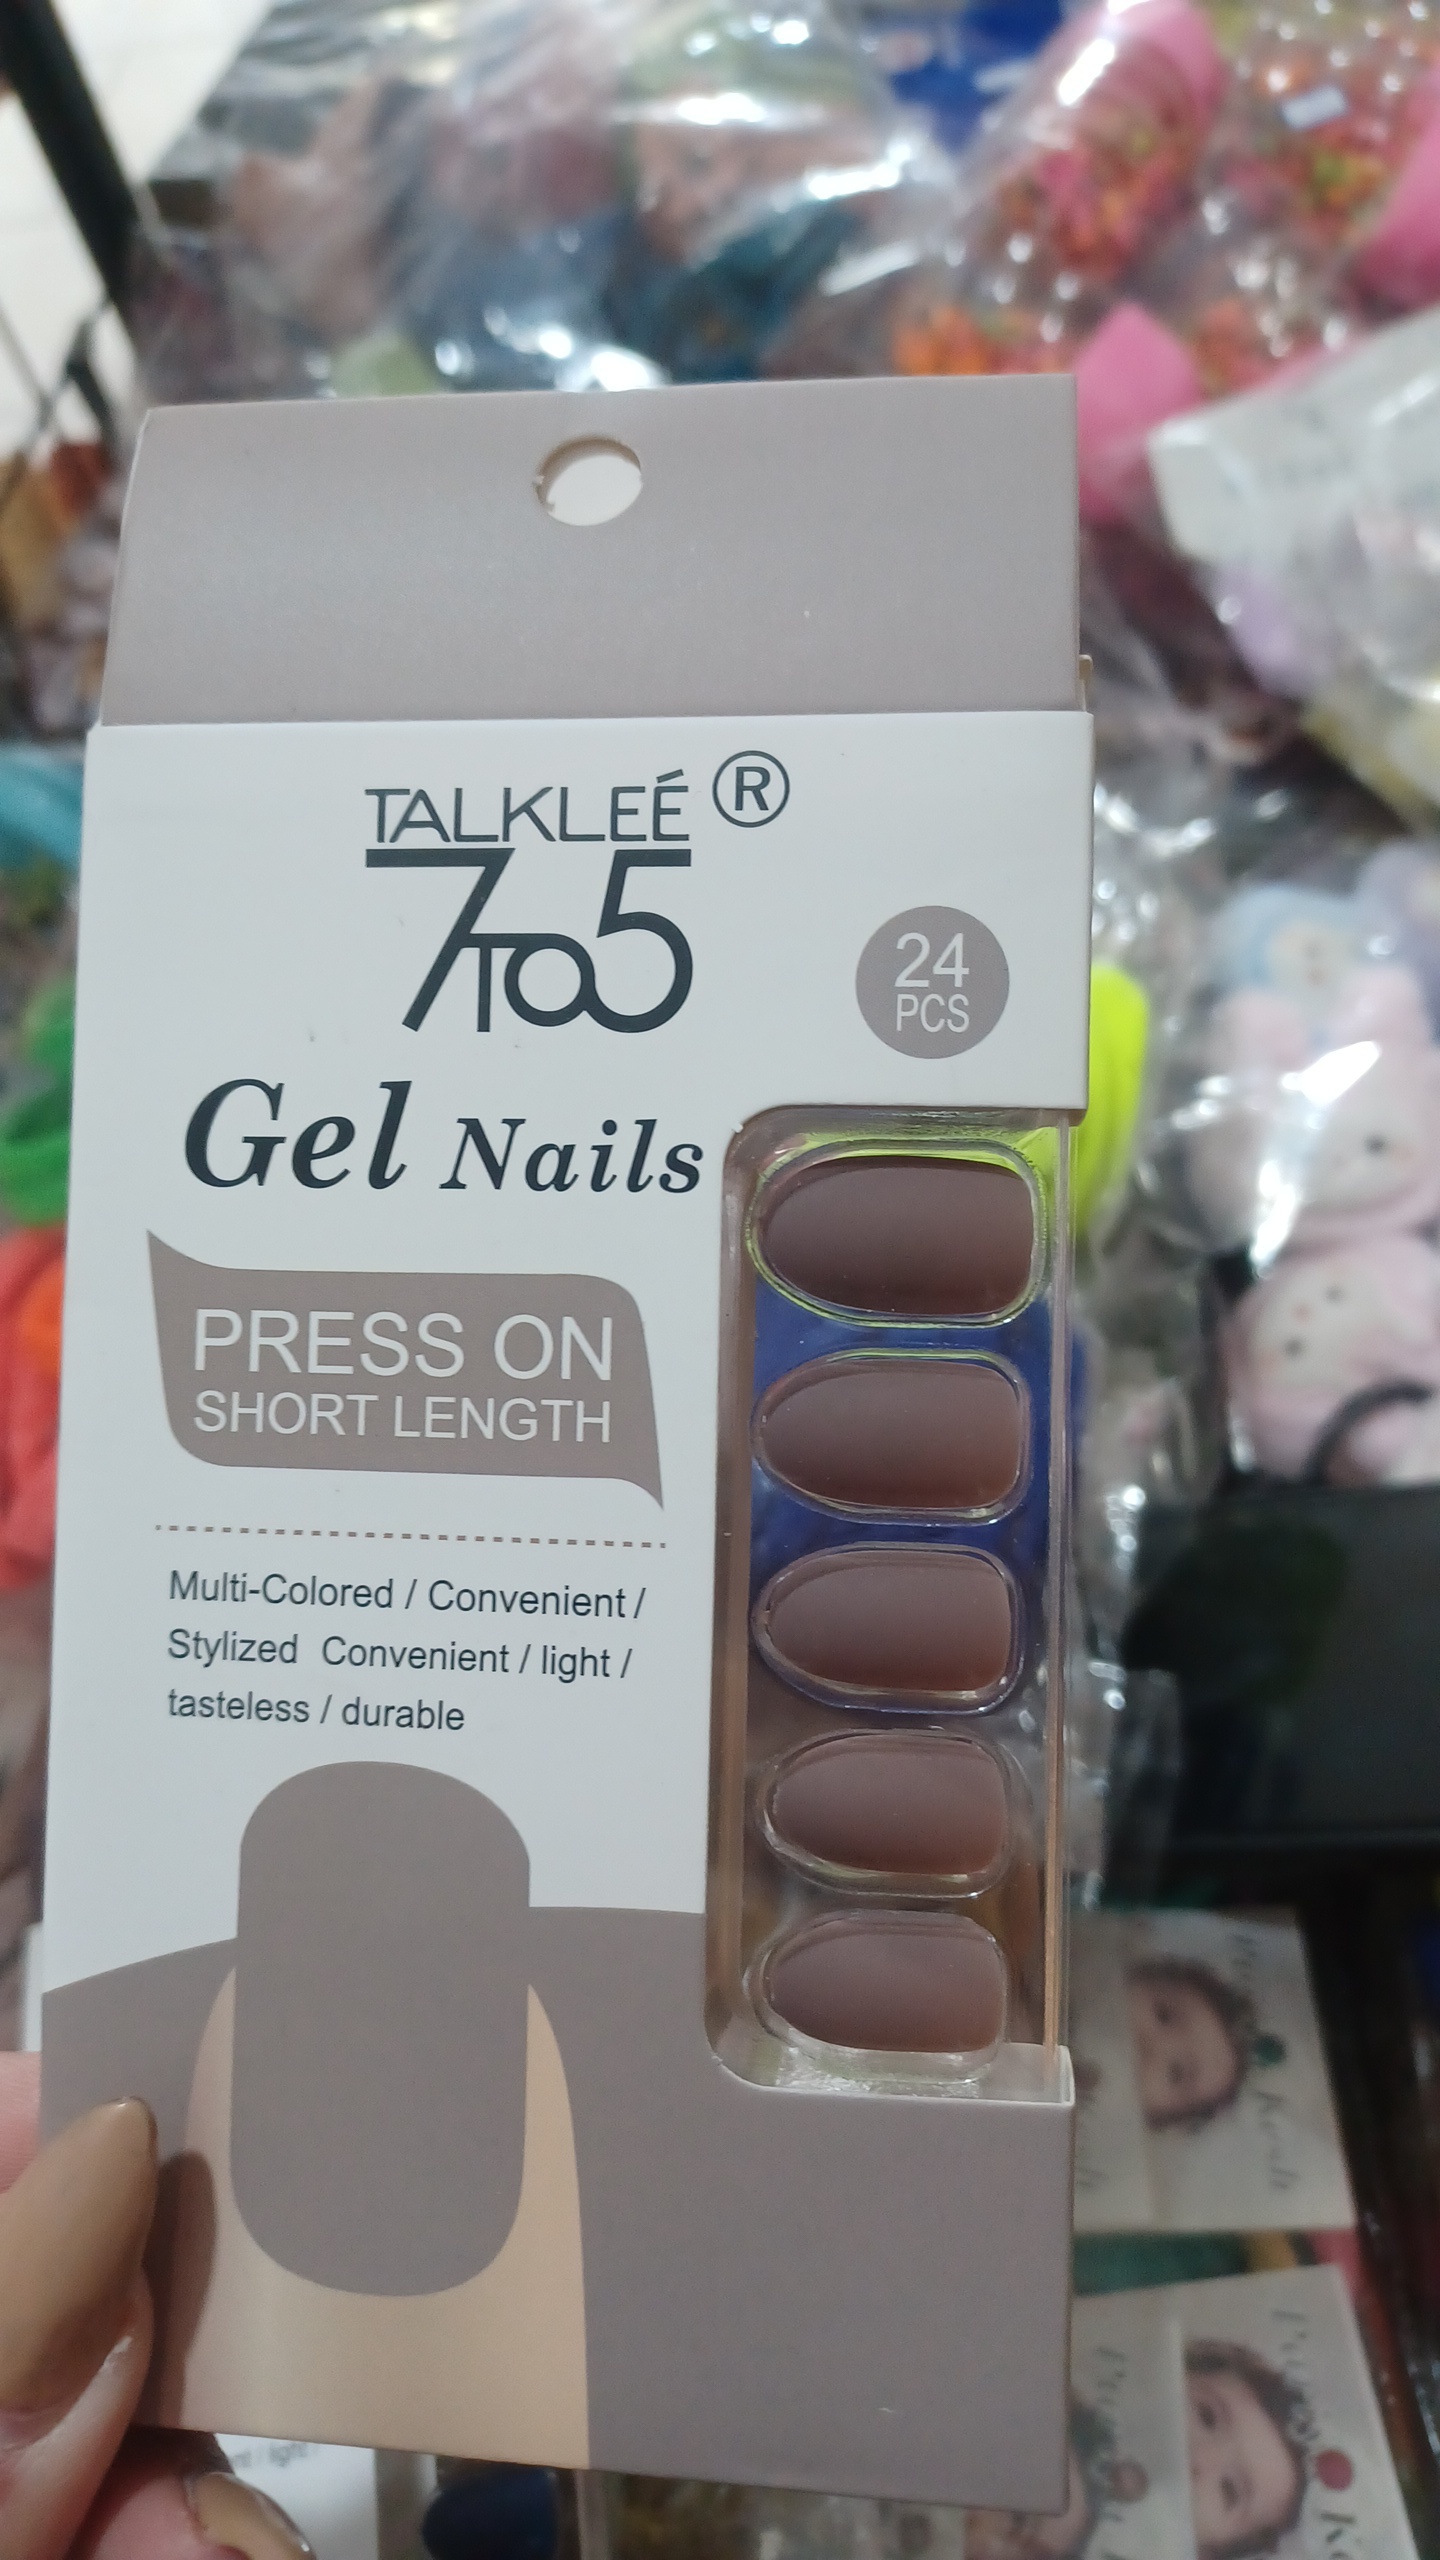 TALKLEÉ ®
7TO5
24
PCS
Gel Nails
PRESS ON
SHORT LENGTH
Multi-Colored / Convenient /
Stylized Convenient / light /
tasteless / durable